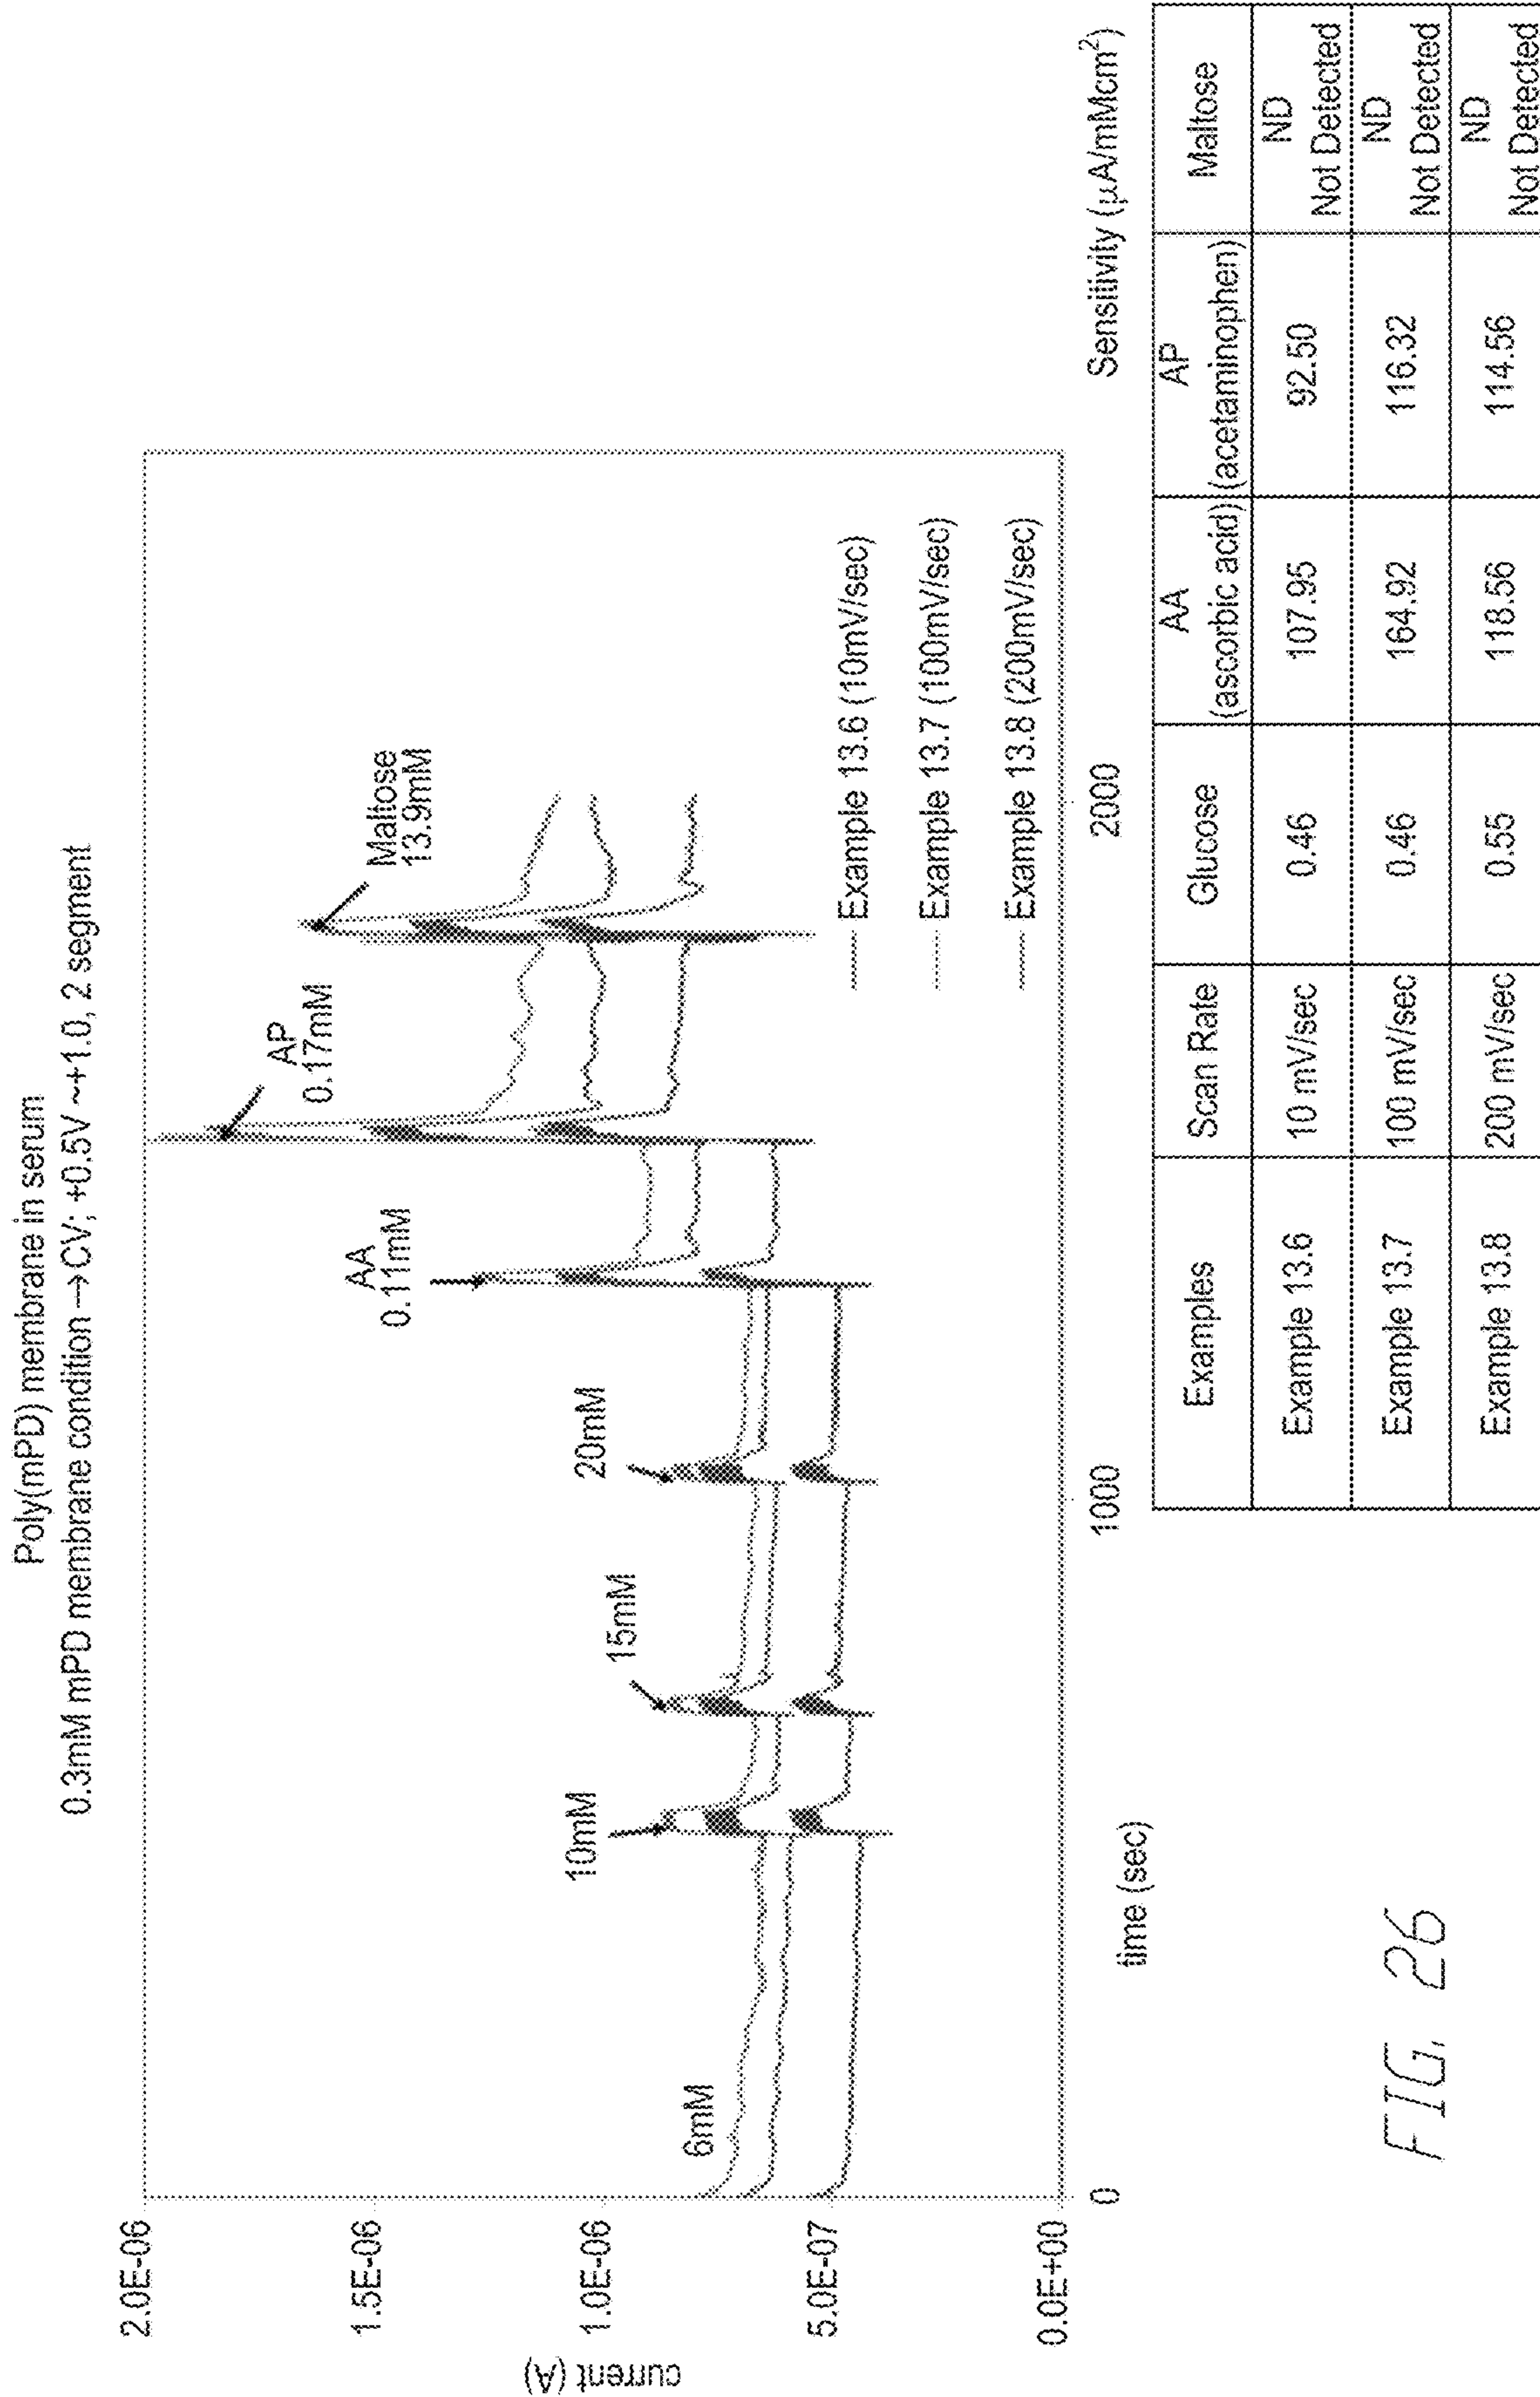 Poly(mPD) membrane in serum
0.3mM mPD membrane condition →CV; +0.5V ~+1.0, 2 segment
current (A)
2.0E-06
1.5E-06
1.0E-06
5.0E-07
0.0E+00
6mM
10mM
15mM
20mM
AA
0.11mM
AP
0.17mM
Maltose
13.9mM
Example 13.6 (10mV/sec)
Example 13.7 (100mV/sec)
Example 13.8 (200mV/sec)
0
1000
2000
time (sec)
Sensitivity (µA/mMcm²)
Examples Scan Rate Glucose AA (ascorbic acid) AP (acetaminophen) Maltose
Example 13.6 10 mV/sec 0.46 107.95 92.50 ND Not Detected
Example 13.7 100 mV/sec 0.46 164.92 116.32 ND Not Detected
Example 13.8 200 mV/sec 0.55 118.56 114.56 ND Not Detected
FIG. 26